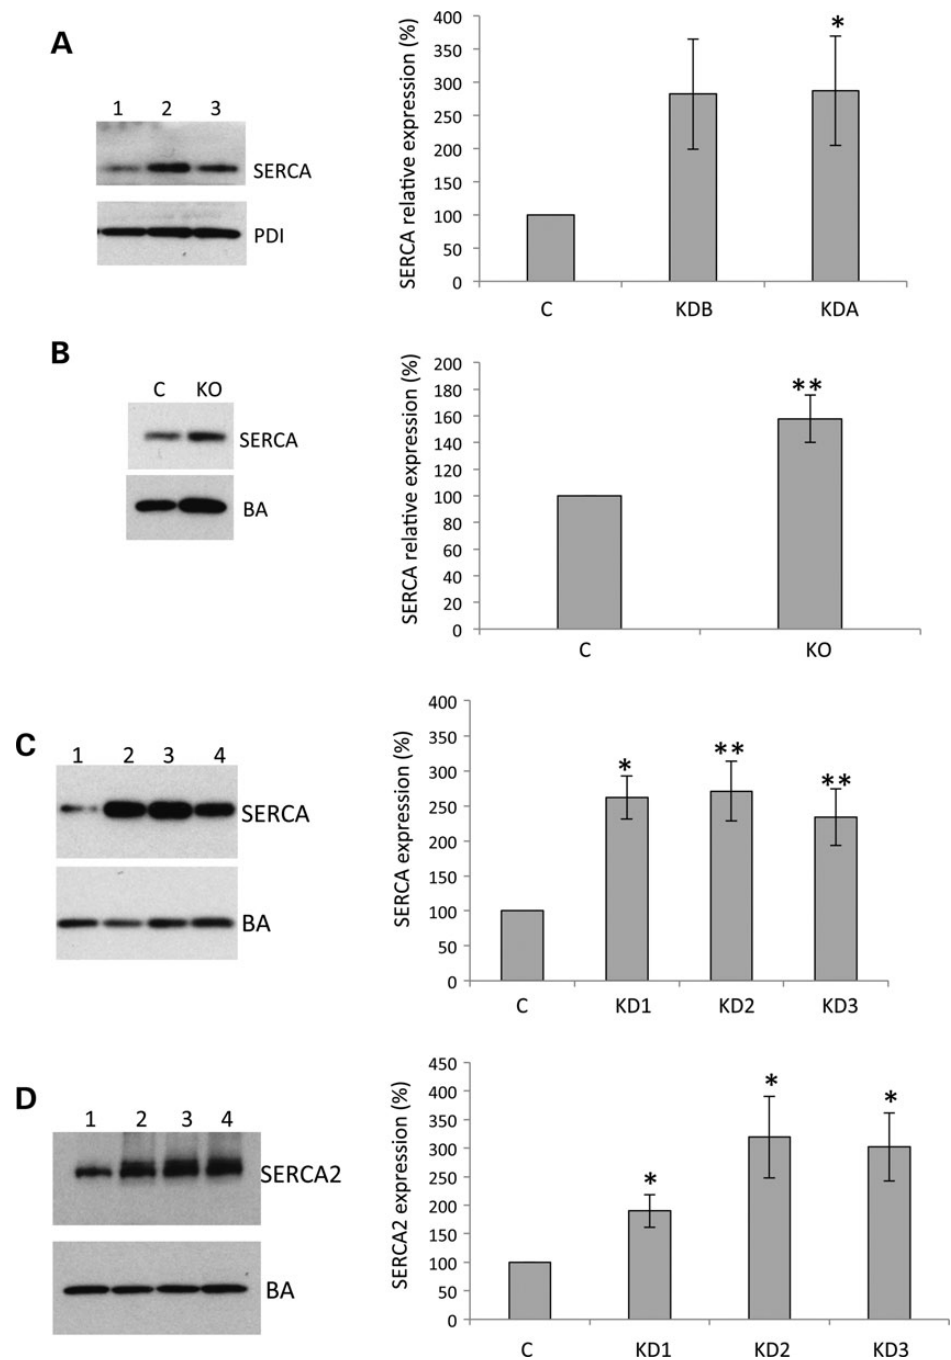 A
1 2 3
SERCA
PDI
SERCA relative expression (%)
400
350
300
250
200
150
100
50
0
*
C KDB KDA
B
C KO
SERCA
BA
SERCA relative expression (%)
200
180
160
140
120
100
80
60
40
20
0
**
C KO
C
1 2 3 4
SERCA
BA
SERCA expression (%)
400
350
300
250
200
150
100
50
0
* ** **
C KD1 KD2 KD3
D
1 2 3 4
SERCA2
BA
SERCA2 expression (%)
450
400
350
300
250
200
150
100
50
0
* * *
C KD1 KD2 KD3